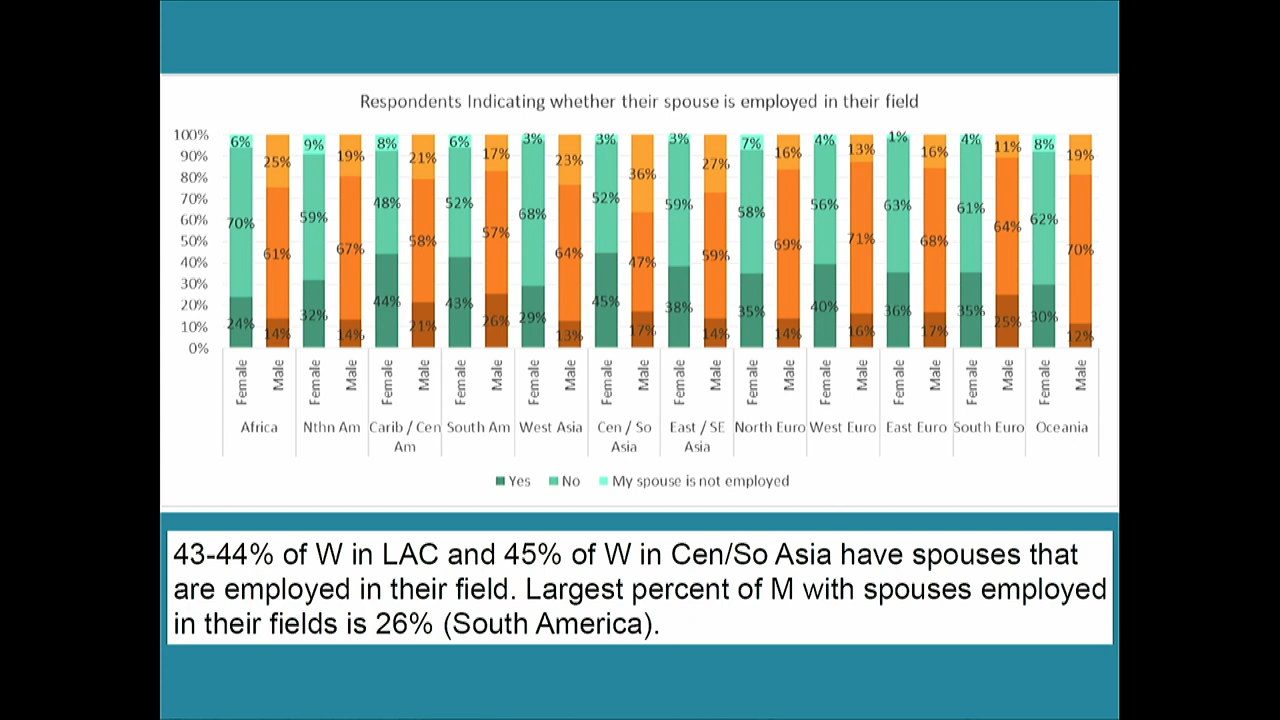 Respondents Indicating whether their spouse is employed in their field
100% 6% 9% 8% 6% 3% 3% 3% 7% 4% 1% 4% 8%
90% 25% 19% 21% 17% 23% 36% 27% 16% 13% 16% 11% 19%
80%
70% 70% 59% 48% 52% 68% 52% 59% 58% 56% 63% 61% 62%
60%
50% 61% 67% 58% 57% 64% 47% 59% 69% 71% 68% 64% 70%
40%
30% 24% 32% 44% 43% 29% 45% 38% 35% 40% 36% 35% 30%
20%
10% 14% 14% 21% 26% 13% 17% 14% 14% 16% 17% 25% 12%
0%
Female Male Female Male Female Male Female Male Female Male Female Male Female Male Female Male Female Male Female Male Female Male Female Male
Africa Nthn Am Carib / Cen Am South Am West Asia Cen / So Asia East / SE Asia North Euro West Euro East Euro South Euro Oceania
Yes No My spouse is not employed
43-44% of W in LAC and 45% of W in Cen/So Asia have spouses that
are employed in their field. Largest percent of M with spouses employed
in their fields is 26% (South America).